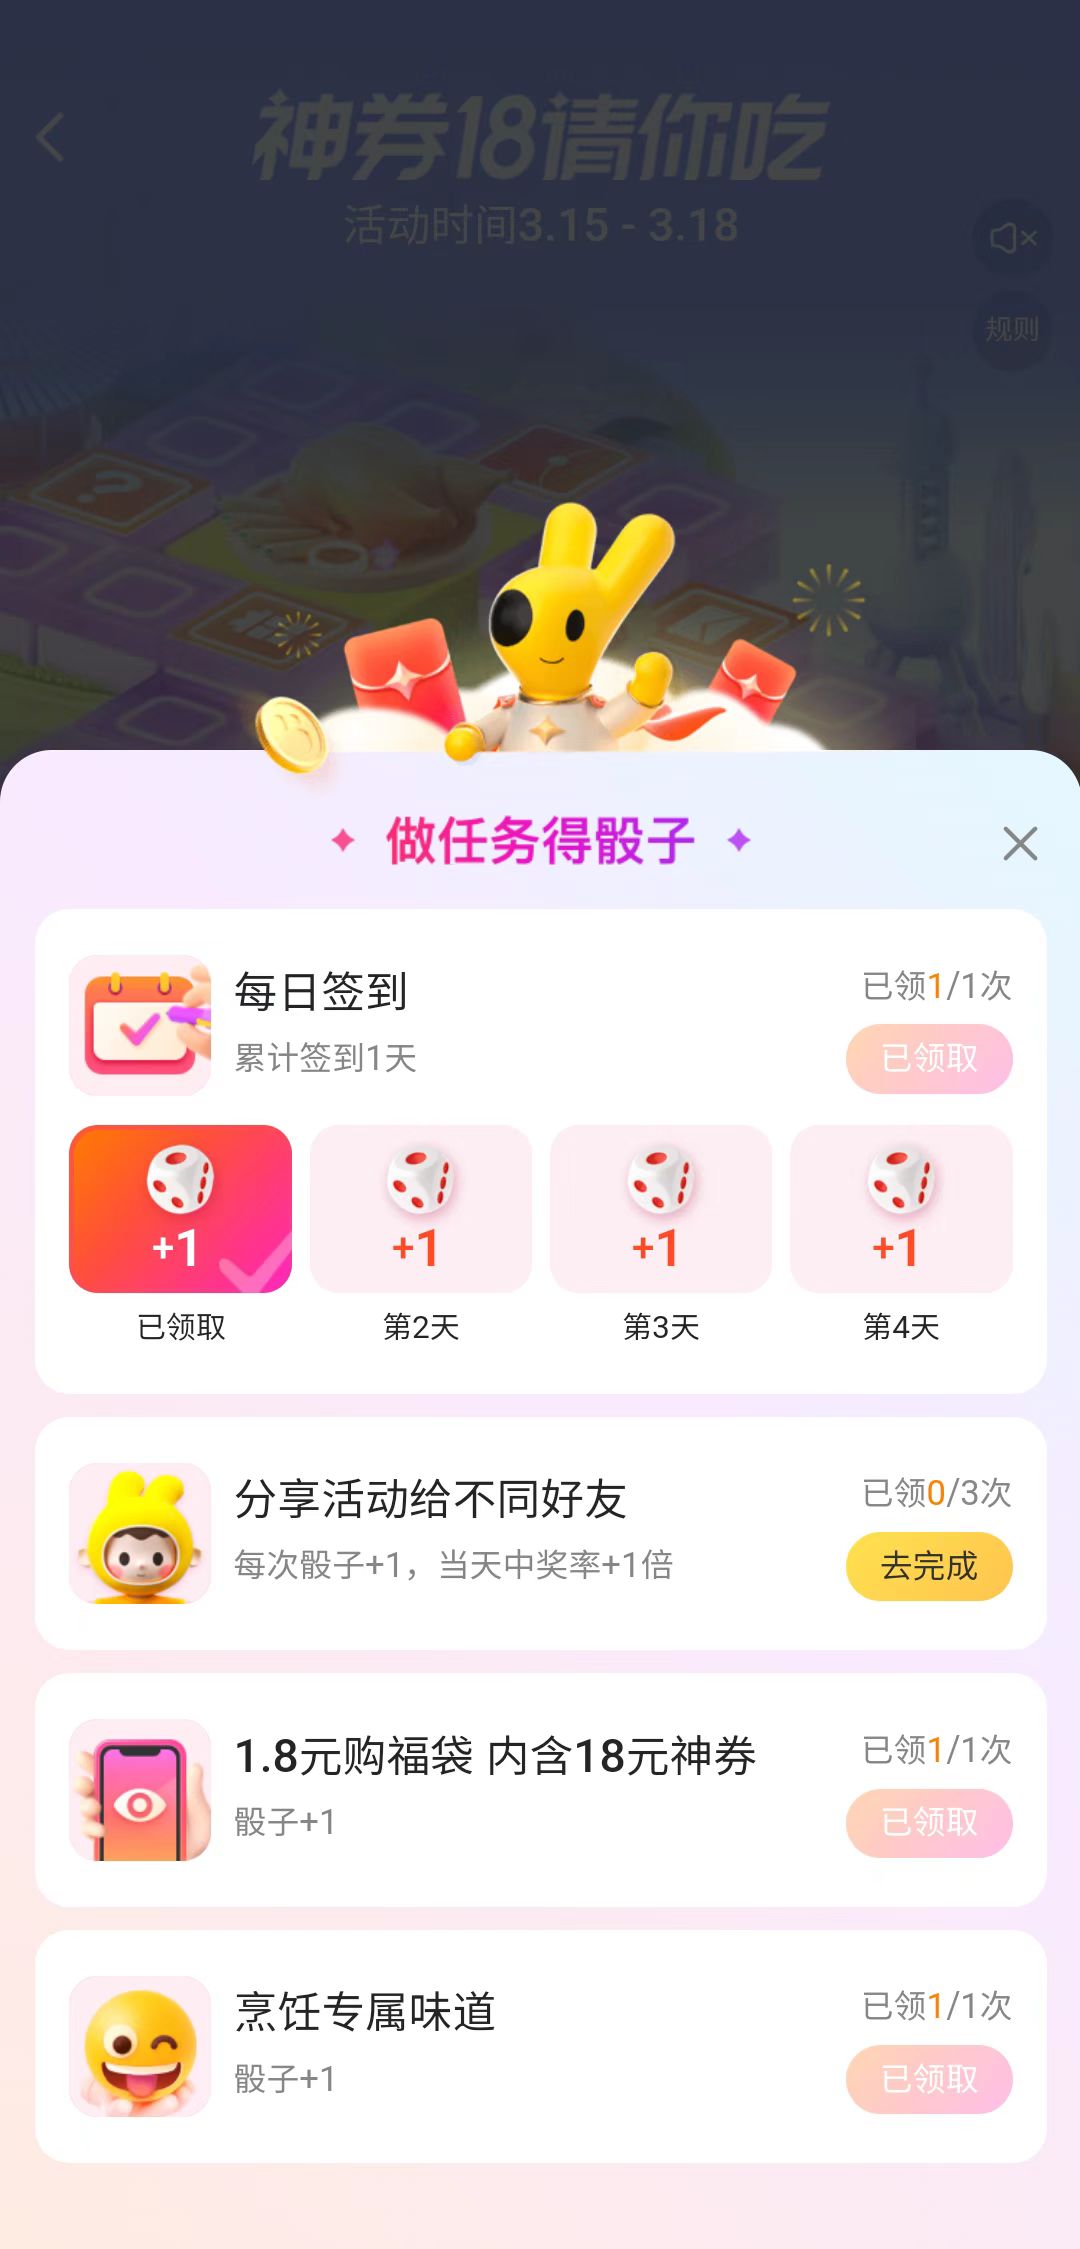 神券18请你吃
活动时间3.15 - 3.18
规则
做任务得骰子
每日签到
已领1/1次
累计签到1天
已领取
+1
+1
+1
+1
已领取
第2天
第3天
第4天
分享活动给不同好友
已领0/3次
每次骰子+1，当天中奖率+1倍
去完成
1.8元购福袋 内含18元神券
已领1/1次
骰子+1
已领取
烹饪专属味道
已领1/1次
骰子+1
已领取